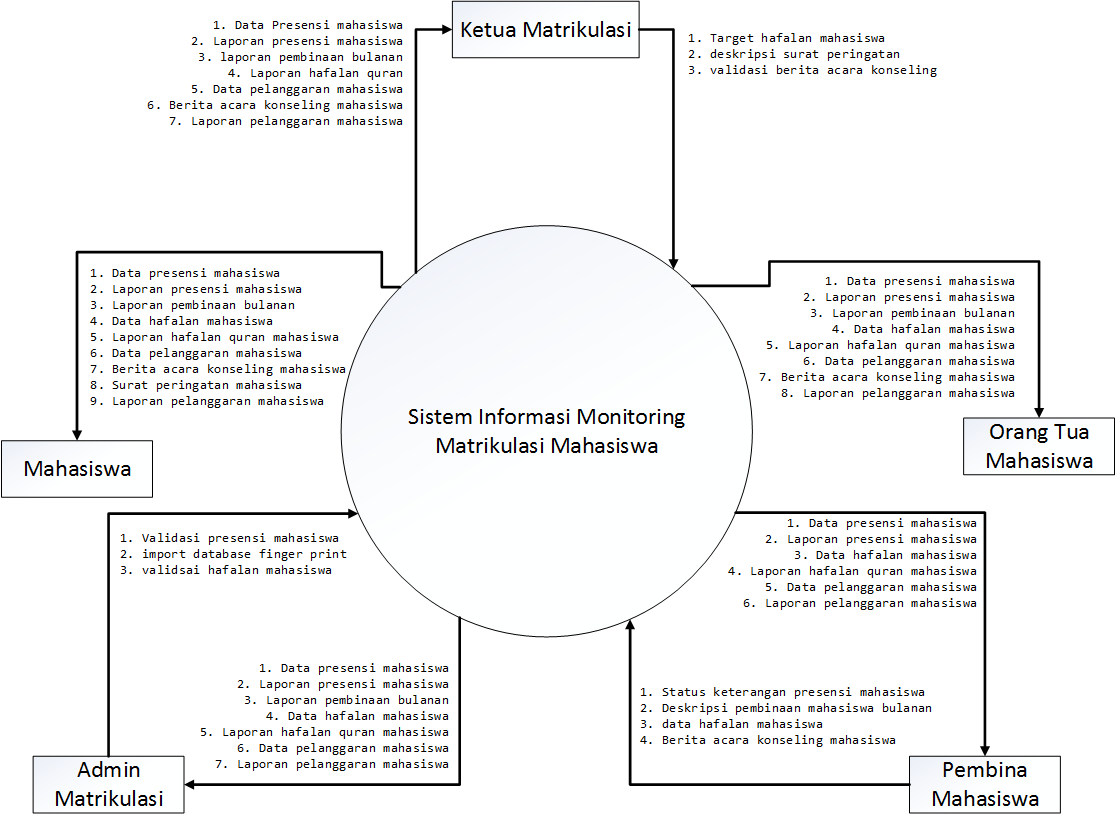 Ketua Matrikulasi
1. Data Presensi mahasiswa
2. Laporan presensi mahasiswa
3. laporan pembinaan bulanan
4. Laporan hafalan quran
5. Data pelanggaran mahasiswa
6. Berita acara konseling mahasiswa
7. Laporan pelanggaran mahasiswa
1. Target hafalan mahasiswa
2. deskripsi surat peringatan
3. validasi berita acara konseling
1. Data presensi mahasiswa
2. Laporan presensi mahasiswa
3. Laporan pembinaan bulanan
4. Data hafalan mahasiswa
5. Laporan hafalan quran mahasiswa
6. Data pelanggaran mahasiswa
7. Berita acara konseling mahasiswa
8. Surat peringatan mahasiswa
9. Laporan pelanggaran mahasiswa
1. Data presensi mahasiswa
2. Laporan presensi mahasiswa
3. Laporan pembinaan bulanan
4. Data hafalan mahasiswa
5. Laporan hafalan quran mahasiswa
6. Data pelanggaran mahasiswa
7. Berita acara konseling mahasiswa
8. Laporan pelanggaran mahasiswa
Sistem Informasi Monitoring
Matrikulasi Mahasiswa
Mahasiswa
Orang Tua
Mahasiswa
1. Validasi presensi mahasiswa
2. import database finger print
3. validsai hafalan mahasiswa
1. Data presensi mahasiswa
2. Laporan presensi mahasiswa
3. Data hafalan mahasiswa
4. Laporan hafalan quran mahasiswa
5. Data pelanggaran mahasiswa
6. Laporan pelanggaran mahasiswa
1. Data presensi mahasiswa
2. Laporan presensi mahasiswa
3. Laporan pembinaan bulanan
4. Data hafalan mahasiswa
5. Laporan hafalan quran mahasiswa
6. Data pelanggaran mahasiswa
7. Laporan pelanggaran mahasiswa
1. Status keterangan presensi mahasiswa
2. Deskripsi pembinaan mahasiswa bulanan
3. data hafalan mahasiswa
4. Berita acara konseling mahasiswa
Admin
Matrikulasi
Pembina
Mahasiswa